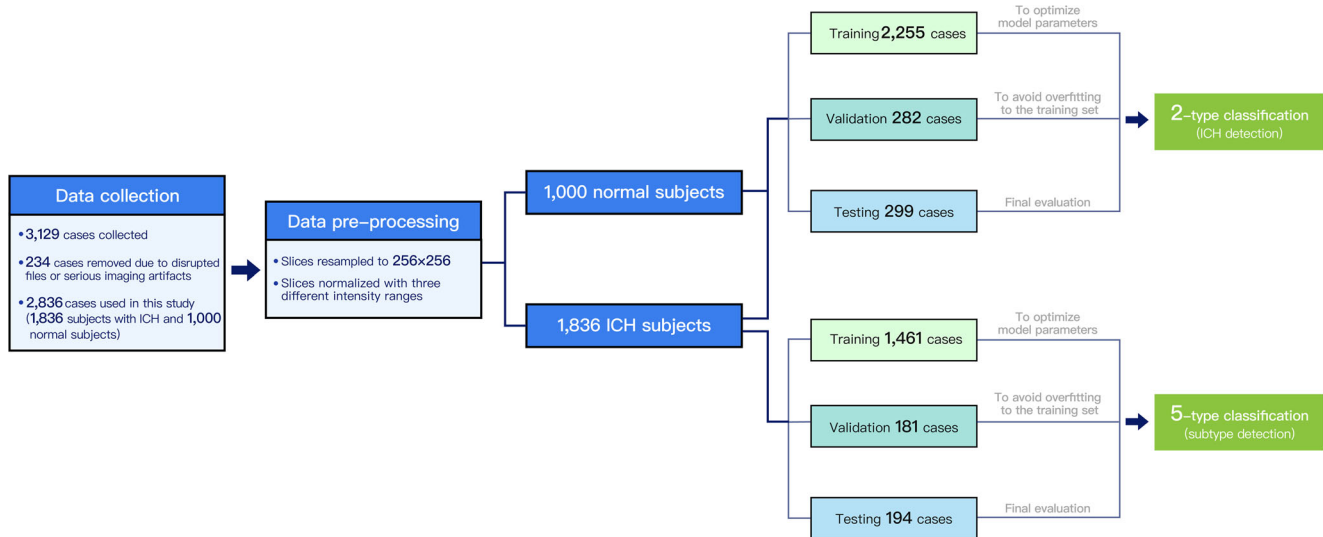 Data collection
• 3,129 cases collected
• 234 cases removed due to disrupted
files or serious imaging artifacts
• 2,836 cases used in this study
(1,836 subjects with ICH and 1,000
normal subjects)
Data pre-processing
• Slices resampled to 256×256
• Slices normalized with three
different intensity ranges
1,000 normal subjects
1,836 ICH subjects
Training 2,255 cases
To optimize
model parameters
Validation 282 cases
To avoid overfitting
to the training set
Testing 299 cases
Final evaluation
2-type classification
(ICH detection)
Training 1,461 cases
To optimize
model parameters
Validation 181 cases
To avoid overfitting
to the training set
Testing 194 cases
Final evaluation
5-type classification
(subtype detection)